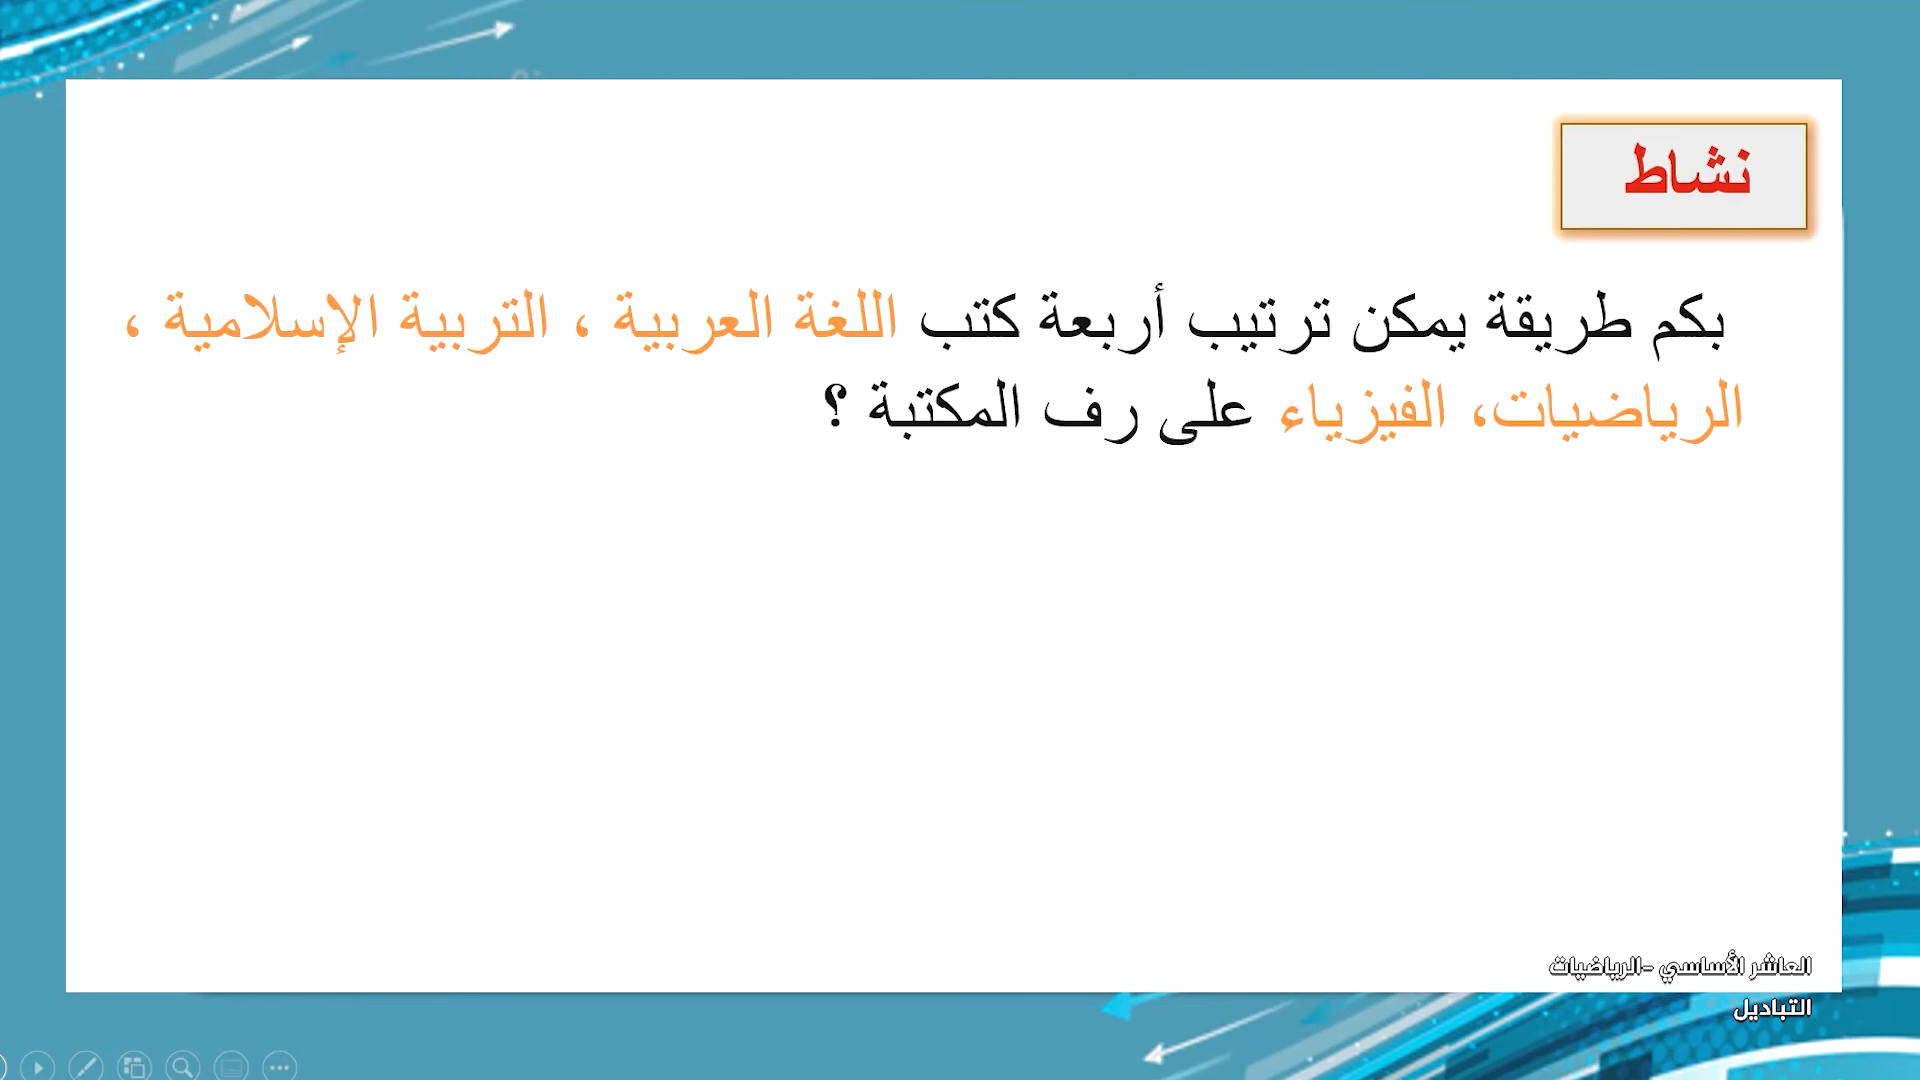 نشاط
بكم طريقة يمكن ترتيب أربعة كتب اللغة العربية ، التربية الإسلامية ،
الرياضيات، الفيزياء على رف المكتبة ؟
العاشر الأساسي -الرياضيات
التباديل